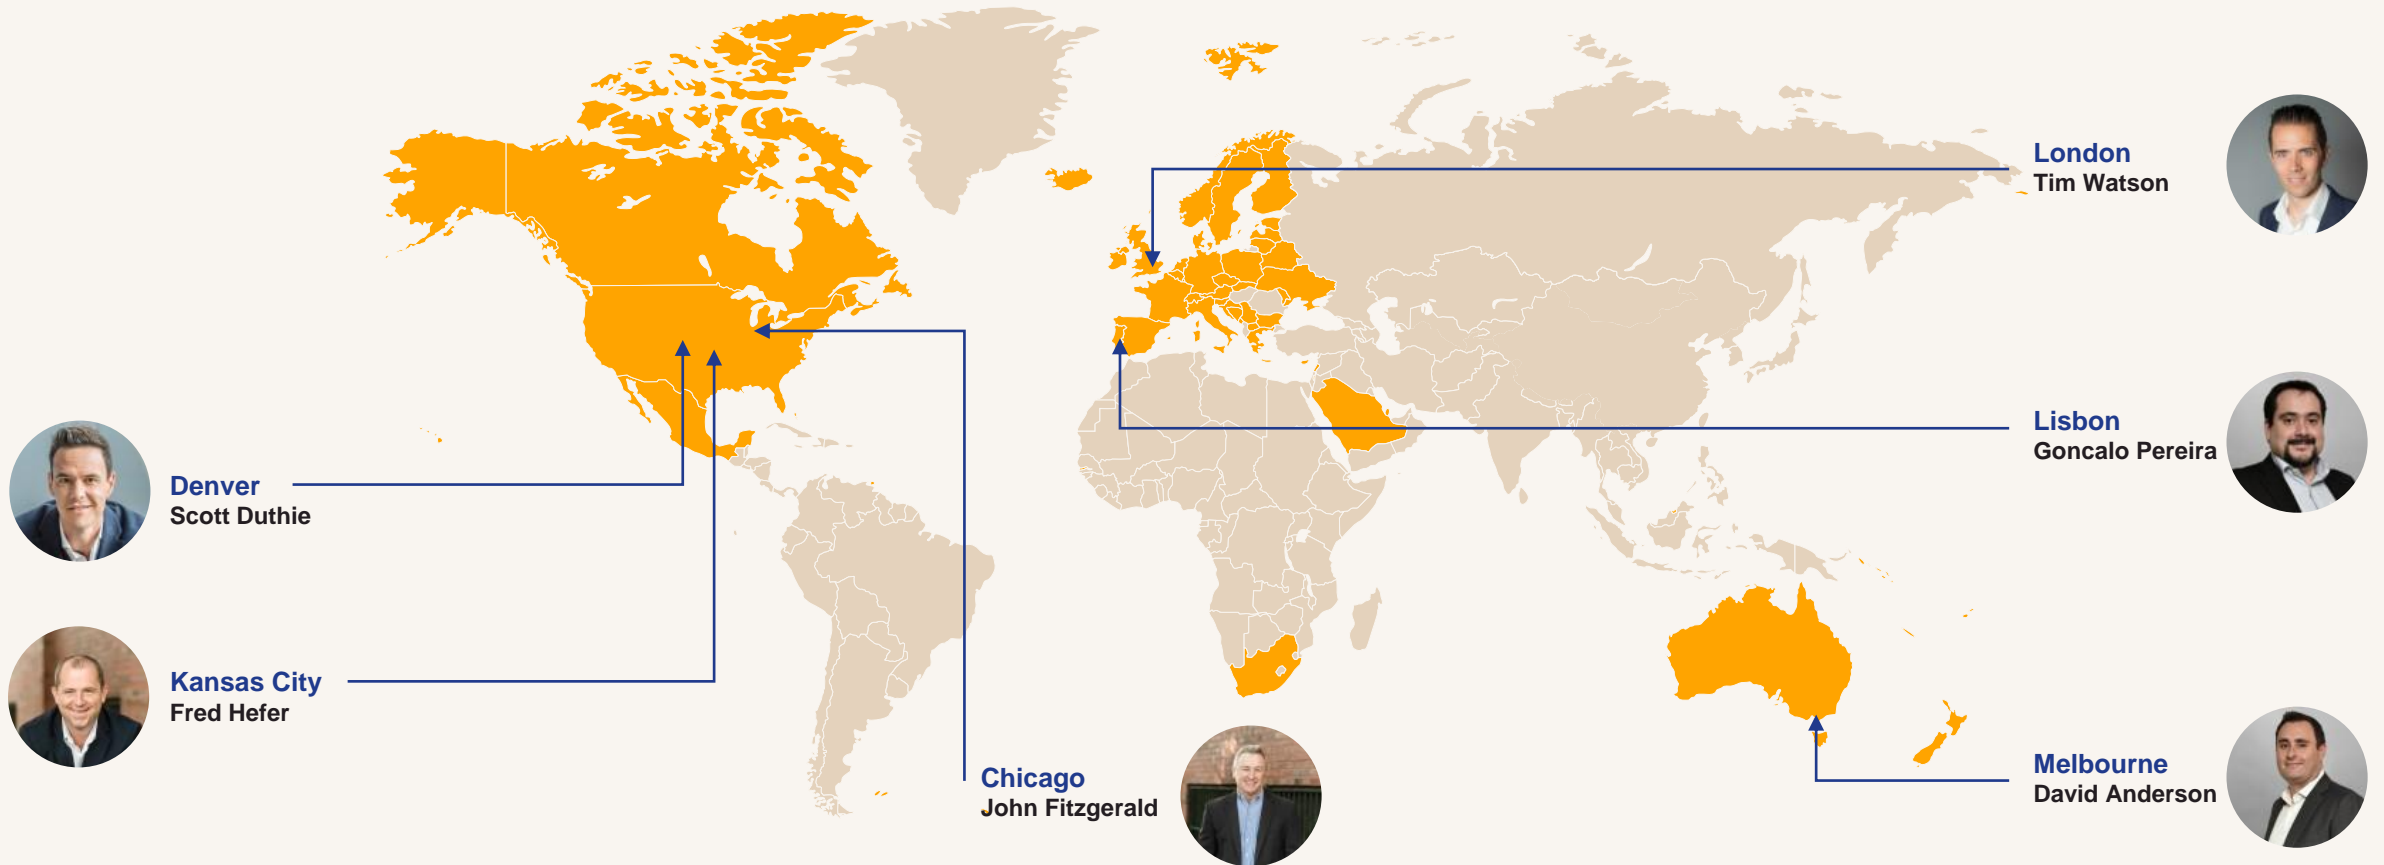 London
Tim Watson
Lisbon
Goncalo Pereira
Denver
Scott Duthie
Kansas City
Fred Hefer
Chicago
John Fitzgerald
Melbourne
David Anderson